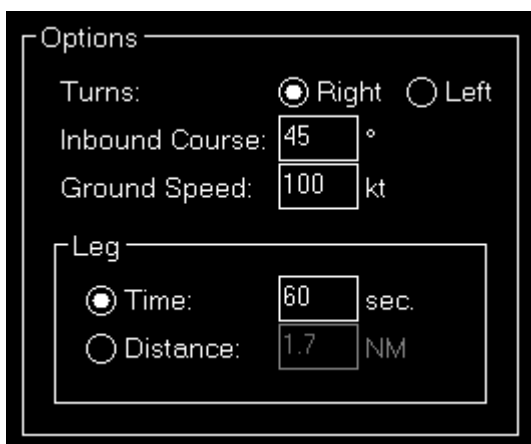 Options
Turns: Right Left
Inbound Course: 45 °
Ground Speed: 100 kt
Leg
Time: 60 sec.
Distance: 1.7 NM